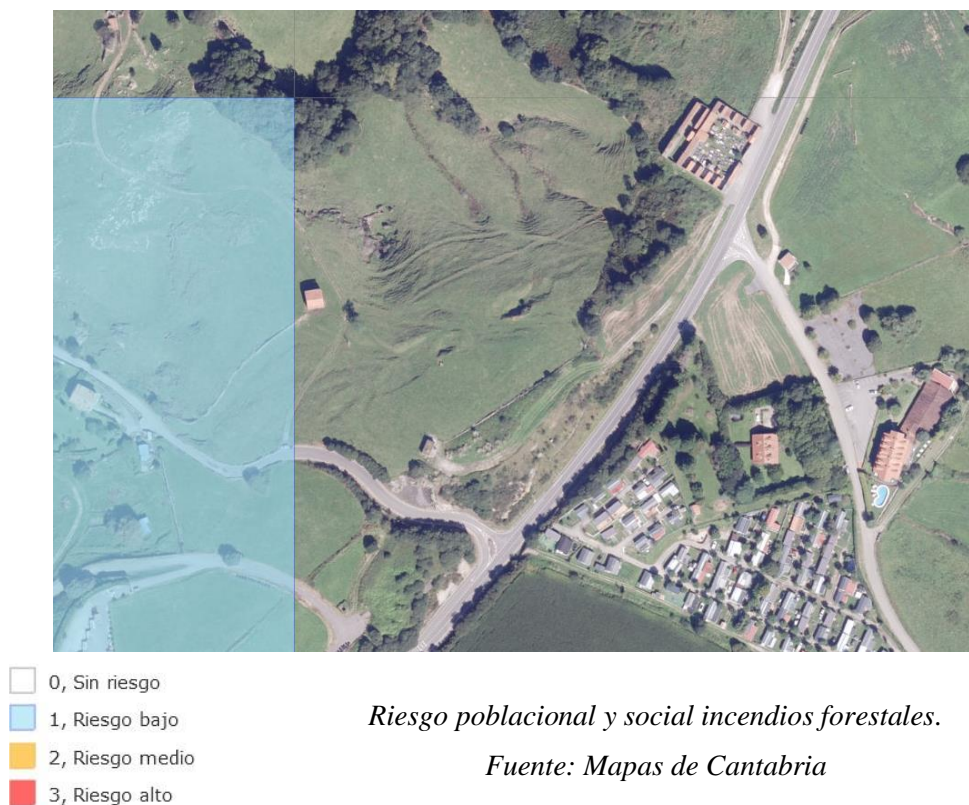 0, Sin riesgo
1, Riesgo bajo
2, Riesgo medio
3, Riesgo alto
Riesgo poblacional y social incendios forestales.
Fuente: Mapas de Cantabria